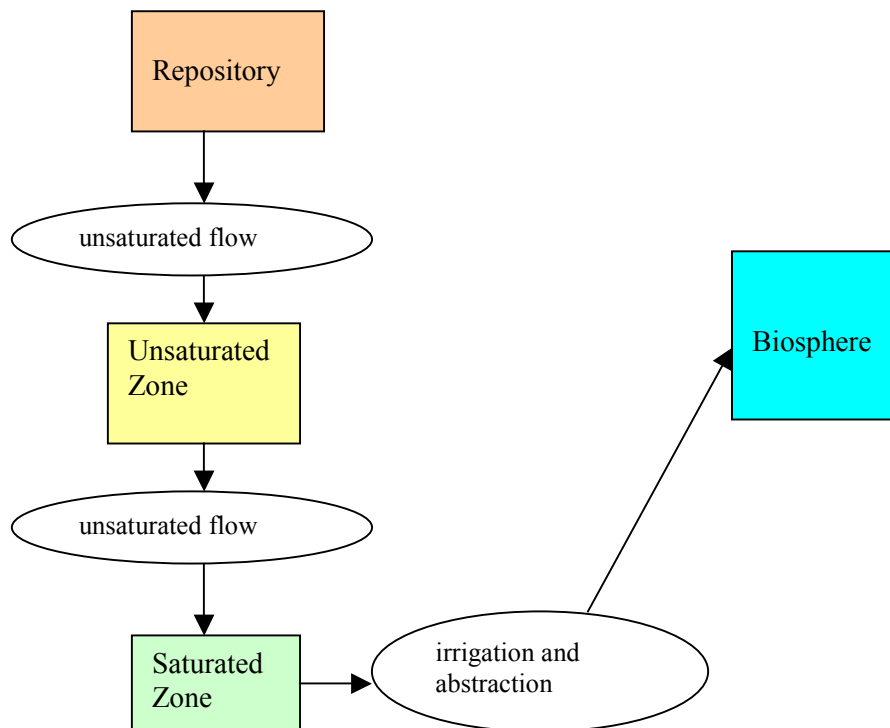 Repository
unsaturated flow
Unsaturated
Zone
Biosphere
unsaturated flow
Saturated
Zone
irrigation and
abstraction